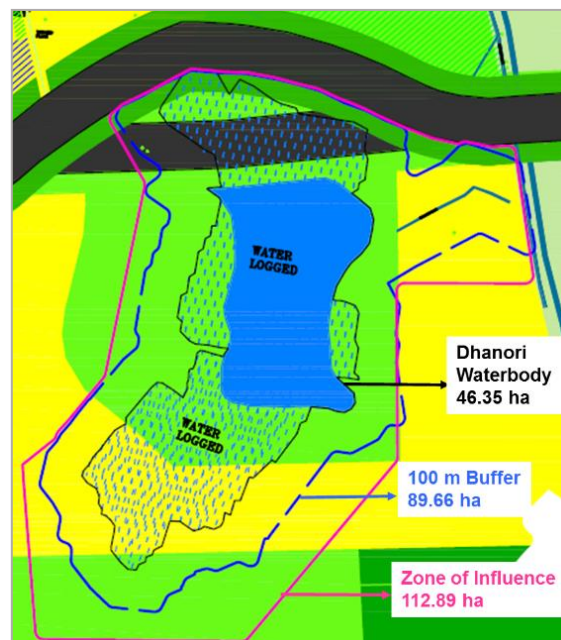 WATER
LOGGED
Dhanori
Waterbody
46.35 ha
WATER
LOGGED
100 m Buffer
89.66 ha
Zone of Influence
112.89 ha